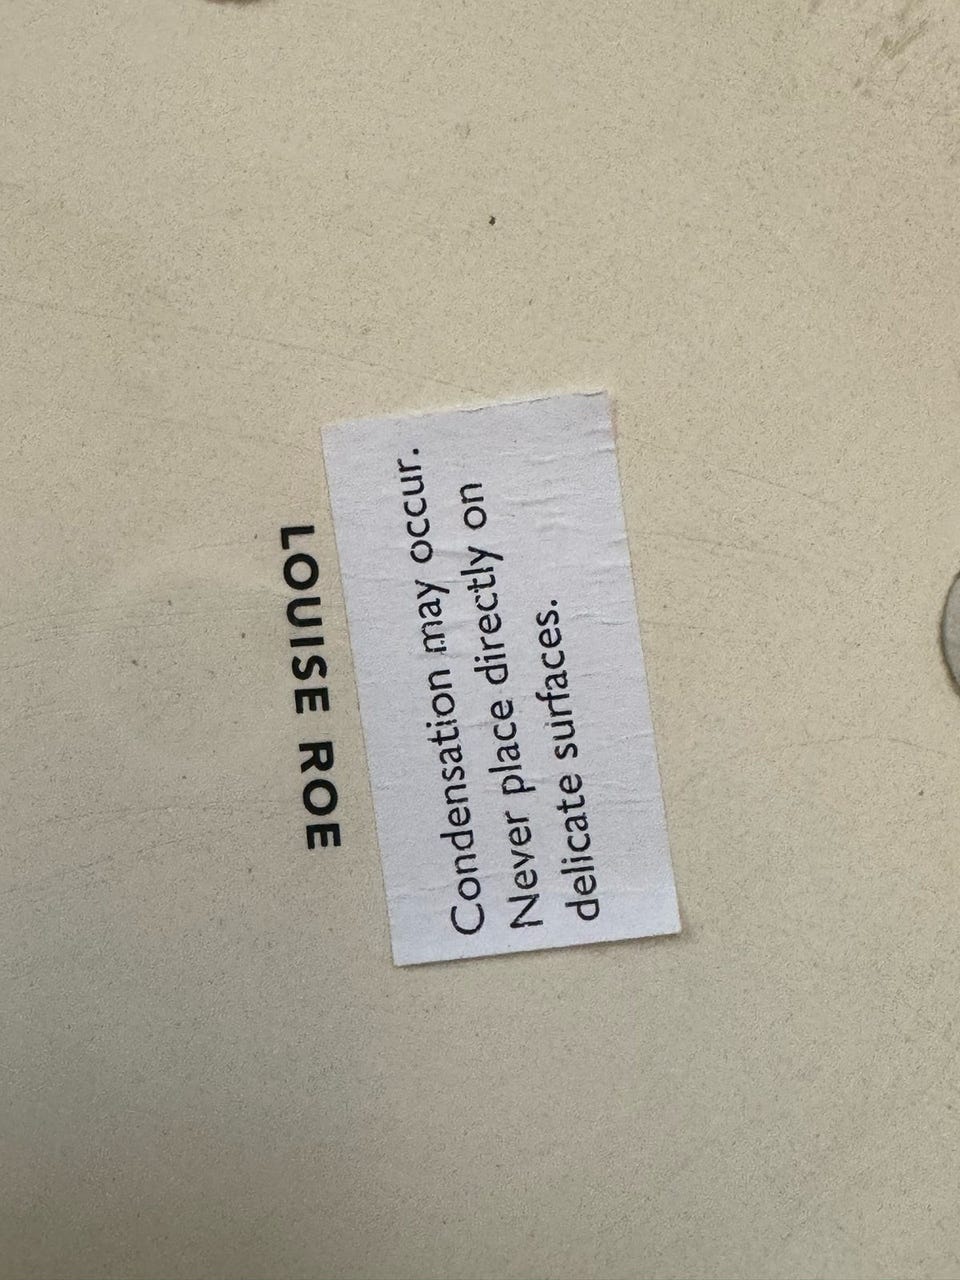 LOUISE ROE
Condensation may occur.
Never place directly on
delicate surfaces.